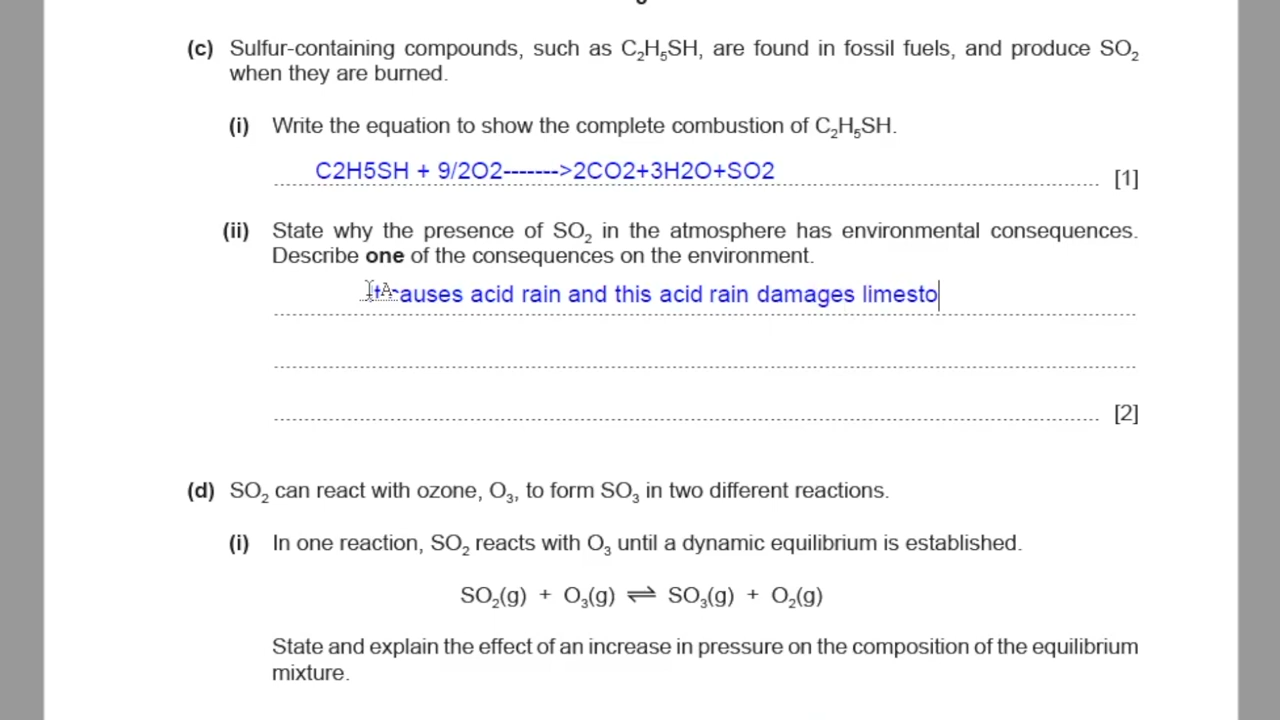 (c) Sulfur-containing compounds, such as C₂H₅SH, are found in fossil fuels, and produce SO₂
when they are burned.
(i) Write the equation to show the complete combustion of C₂H₅SH.
C2H5SH + 9/2O2------->2CO2+3H2O+SO2
[1]
(ii) State why the presence of SO₂ in the atmosphere has environmental consequences.
Describe one of the consequences on the environment.
It causes acid rain and this acid rain damages limesto
[2]
(d) SO₂ can react with ozone, O₃, to form SO₃ in two different reactions.
(i) In one reaction, SO₂ reacts with O₃ until a dynamic equilibrium is established.
SO₂(g) + O₃(g) ⇌ SO₃(g) + O₂(g)
State and explain the effect of an increase in pressure on the composition of the equilibrium
mixture.